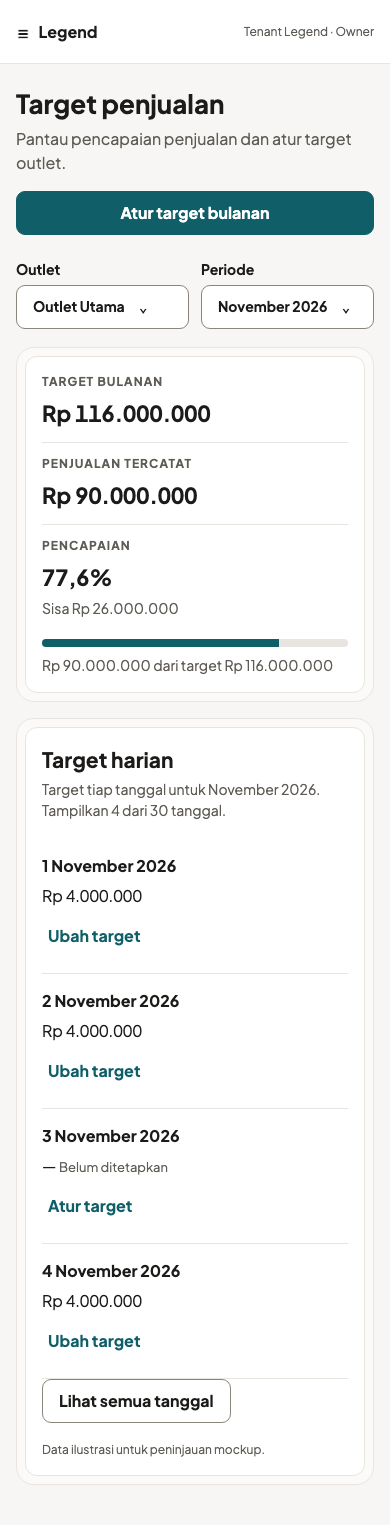 ≡ Legend
Tenant Legend · Owner
Target penjualan
Pantau pencapaian penjualan dan atur target
outlet.
Atur target bulanan
Outlet
Periode
Outlet Utama
November 2026
TARGET BULANAN
Rp 116.000.000
PENJUALAN TERCATAT
Rp 90.000.000
PENCAPAIAN
77,6%
Sisa Rp 26.000.000
Rp 90.000.000 dari target Rp 116.000.000
Target harian
Target tiap tanggal untuk November 2026.
Tampilkan 4 dari 30 tanggal.
1 November 2026
Rp 4.000.000
Ubah target
2 November 2026
Rp 4.000.000
Ubah target
3 November 2026
— Belum ditetapkan
Atur target
4 November 2026
Rp 4.000.000
Ubah target
Lihat semua tanggal
Data ilustrasi untuk peninjauan mockup.